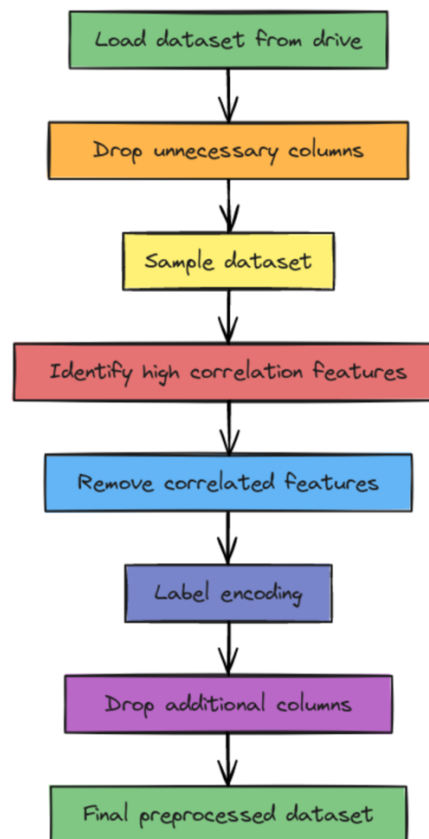 Load dataset from drive
Drop unnecessary columns
Sample dataset
Identify high correlation features
Remove correlated features
Label encoding
Drop additional columns
Final preprocessed dataset